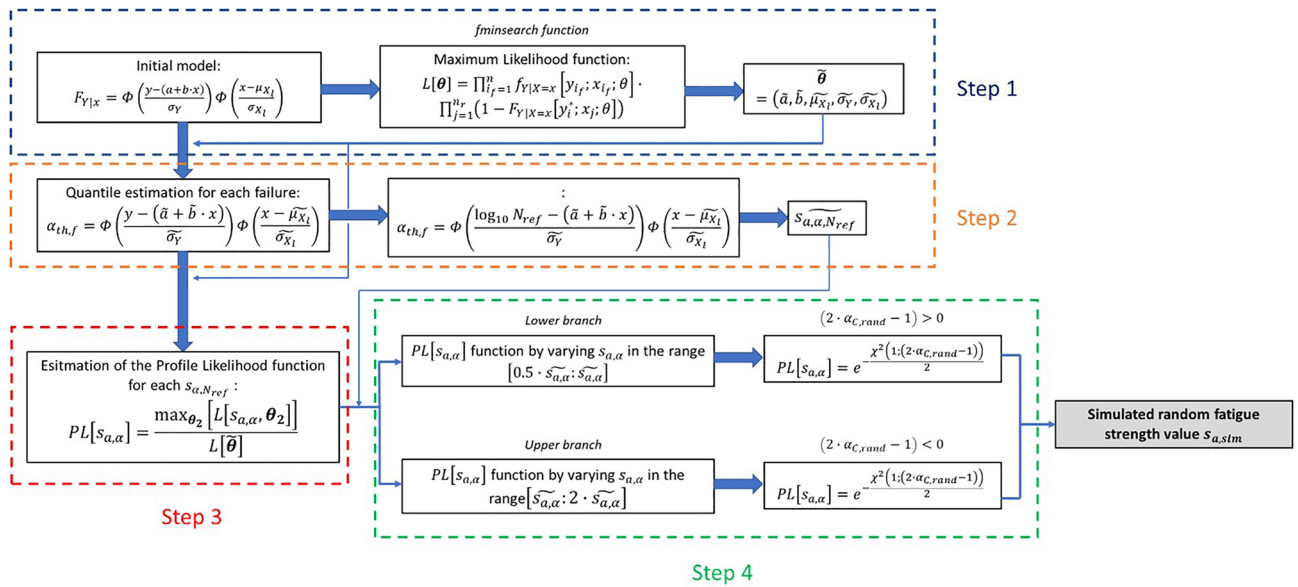 fminsearch function
Initial model:
F_{Y|x} = Φ((y−(a+b·x))/σ_Y) Φ((x−μ_{X_l})/σ_{X_l})
Maximum Likelihood function:
L[θ] = ∏_{i_f=1}^{n} f_{Y|X=x}[y_{i_f}; x_{i_f}; θ] ·
∏_{j=1}^{n_r}(1 − F_{Y|X=x}[y_i^*; x_j; θ])
θ̃
= (ã, b̃, μ̃_{X_l}, σ̃_Y, σ̃_{X_l})
Step 1
Quantile estimation for each failure:
α_{th,f} = Φ((y − (ã + b̃ · x))/σ̃_Y) Φ((x − μ̃_{X_l})/σ̃_{X_l})
:
α_{th,f} = Φ((log_{10} N_{ref} − (ã + b̃ · x))/σ̃_Y) Φ((x − μ̃_{X_l})/σ̃_{X_l})
s̃_{a,α,N_{ref}}
Step 2
Esitmation of the Profile Likelihood function
for each s_{α,N_{ref}} :
PL[s_{a,α}] = max_{θ_2}[L[s_{a,α}, θ_2]] / L[θ̃]
Step 3
Lower branch
PL[s_{a,α}] function by varying s_{a,α} in the range
[0.5 · s̃_{a,α}: s̃_{a,α}]
(2 · α_{C,rand} − 1) > 0
PL[s_{a,α}] = e^{−χ²(1;(2·α_{C,rand}−1))/2}
Upper branch
PL[s_{a,α}] function by varying s_{a,α} in the
range[s̃_{a,α}: 2 · s̃_{a,α}]
(2 · α_{C,rand} − 1) < 0
PL[s_{a,α}] = e^{−χ²(1;(2·α_{C,rand}−1))/2}
Step 4
Simulated random fatigue
strength value s_{a,sim}